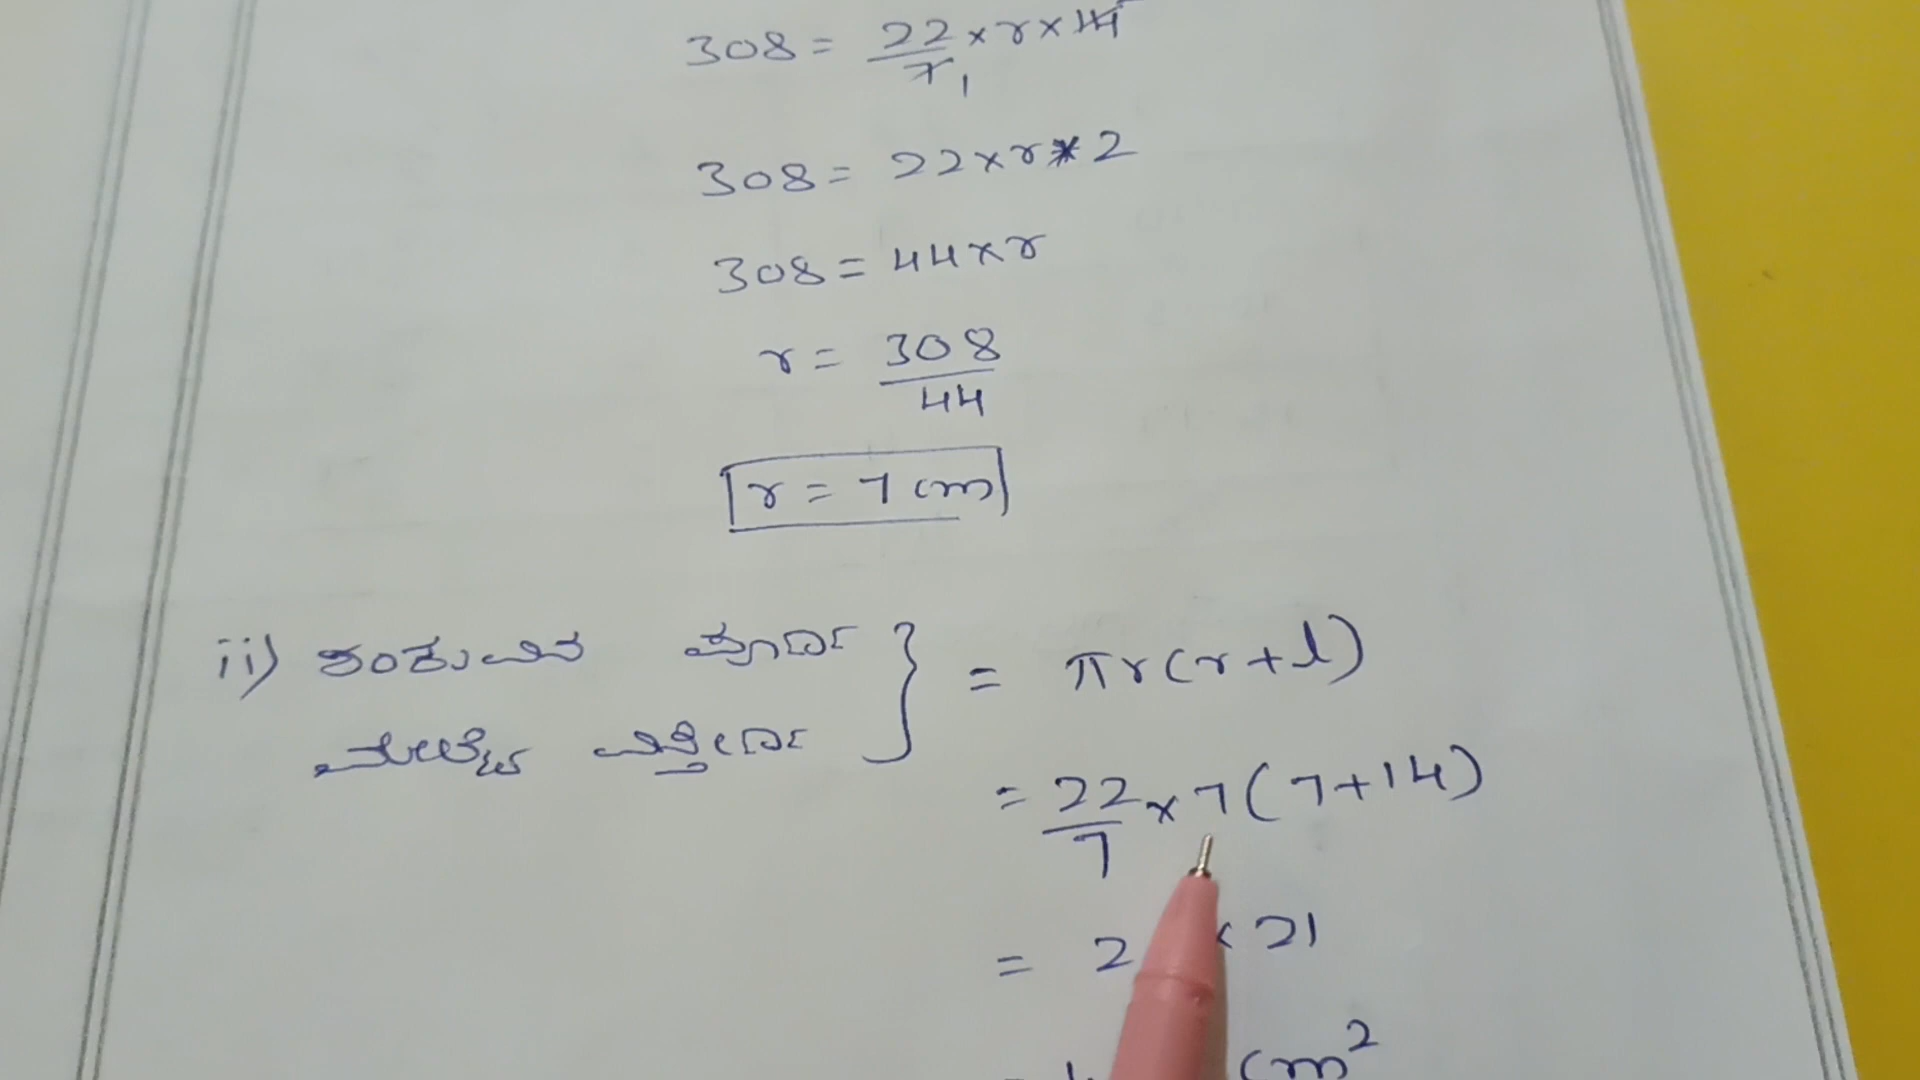 308 = 22/7 1 × r × 14
308 = 22 × r × 2
308 = 44 × r
r = 308/44
r = 7 cm
ii) ಶಂಕುವಿನ ಪೂರ್ಣ } = πr(r+l)
ಮೇಲ್ಮೈ ವಿಸ್ತೀರ್ಣ
= 22/7 × 7 (7+14)
= 2 × 21
= cm²